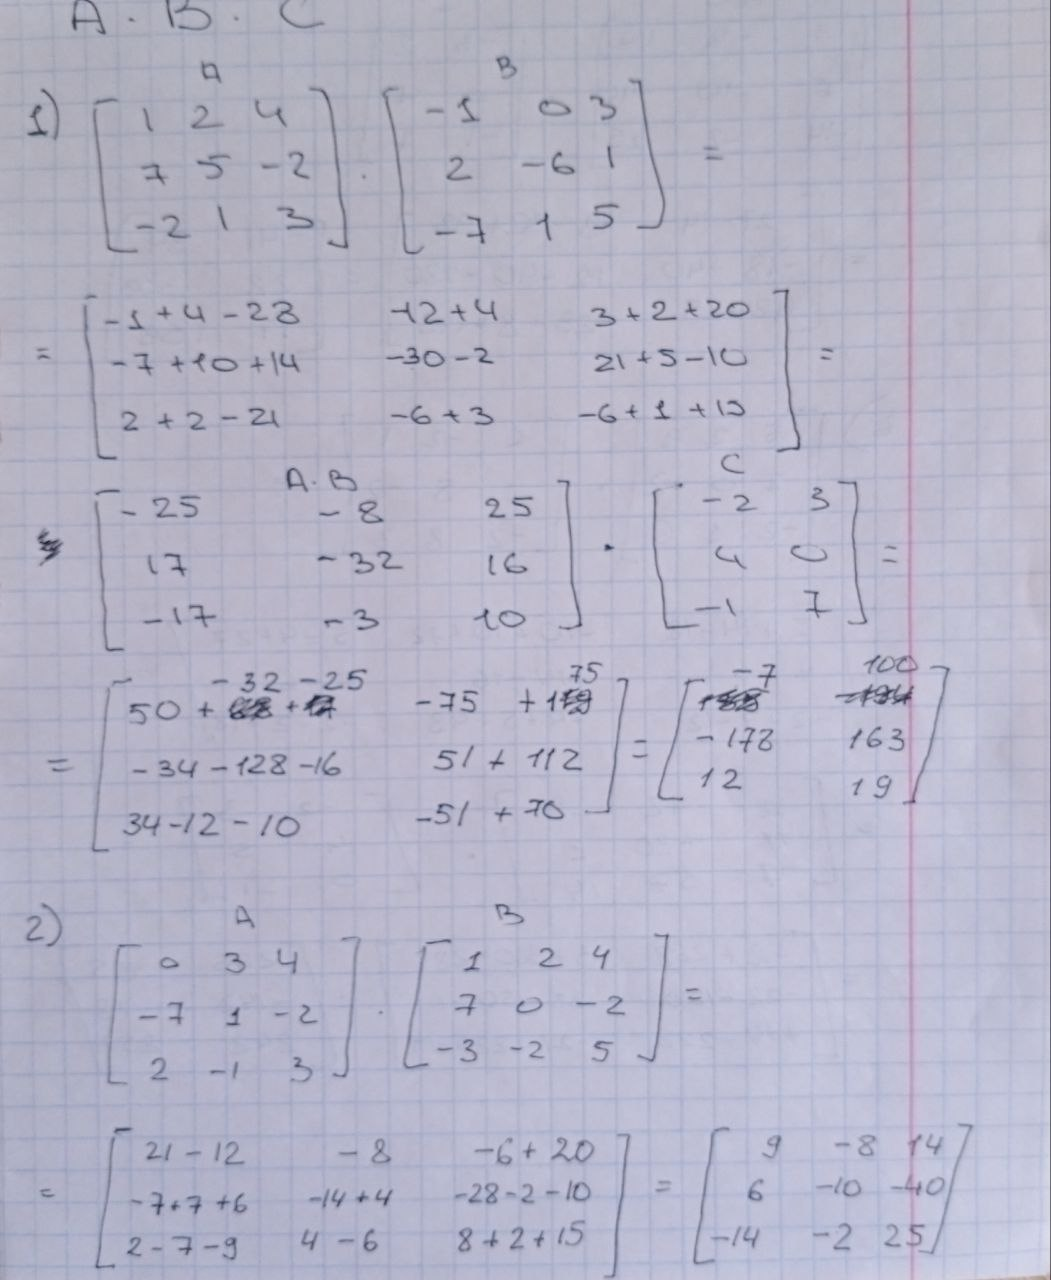 A · B · C
A B
1) [ 1 2 4 ] · [ -1 0 3 ] =
[ 7 5 -2 ] [ 2 -6 1 ]
[ -2 1 3 ] [ -7 1 5 ]
= [ -1+4-28 -12+4 3+2+20 ] =
[ -7+10+14 -30-2 21+5-10 ]
[ 2+2-21 -6+3 -6+1+15 ]
A·B C
[ -25 -8 25 ] · [ -2 3 ] =
[ 17 -32 16 ] [ 4 0 ]
[ -17 -3 10 ] [ -1 7 ]
= [ 50 + -32 -25 -75 + 175 ] = [ -7 100 ]
[ -34-128-16 51+112 ] [ -178 163 ]
[ 34-12-10 -51+70 ] [ 12 19 ]
2) A B
[ 0 3 4 ] · [ 1 2 4 ] =
[ -7 1 -2 ] [ 7 0 -2 ]
[ 2 -1 3 ] [ -3 -2 5 ]
= [ 21-12 -8 -6+20 ] = [ 9 -8 14 ]
[ -7+7+6 -14+4 -28-2-10 ] [ 6 -10 -40 ]
[ 2-7-9 4-6 8+2+15 ] [ -14 -2 25 ]